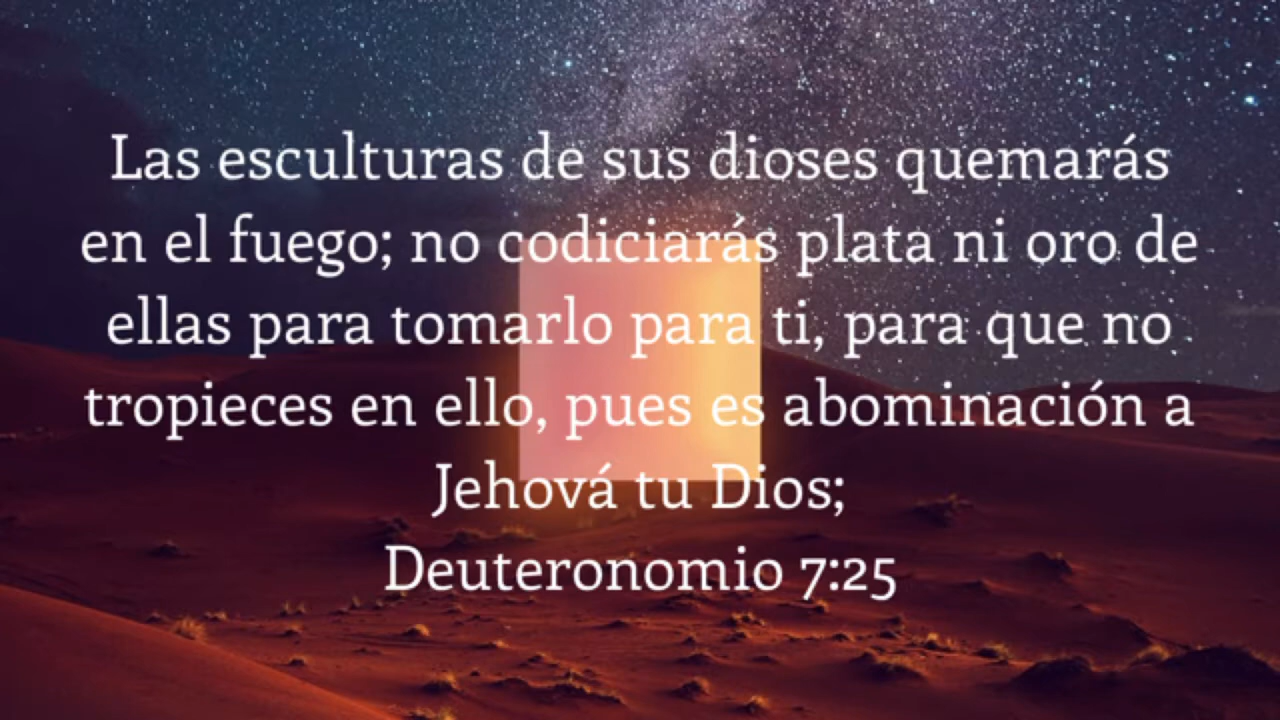 Las esculturas de sus dioses quemarás
en el fuego; no codiciarás plata ni oro de
ellas para tomarlo para ti, para que no
tropieces en ello, pues es abominación a
Jehová tu Dios;
Deuteronomio 7:25